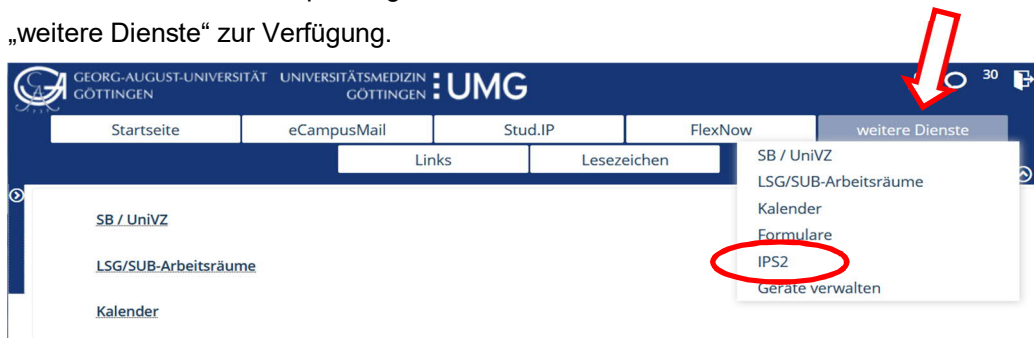 „weitere Dienste“ zur Verfügung.
GEORG-AUGUST-UNIVERSITÄT UNIVERSITÄTSMEDIZIN
GÖTTINGEN GÖTTINGEN
UMG
30
Startseite eCampusMail Stud.IP FlexNow weitere Dienste
Links Lesezeichen
SB / UniVZ
LSG/SUB-Arbeitsräume
Kalender
Formulare
IPS2
Geräte verwalten
SB / UniVZ
LSG/SUB-Arbeitsräume
Kalender